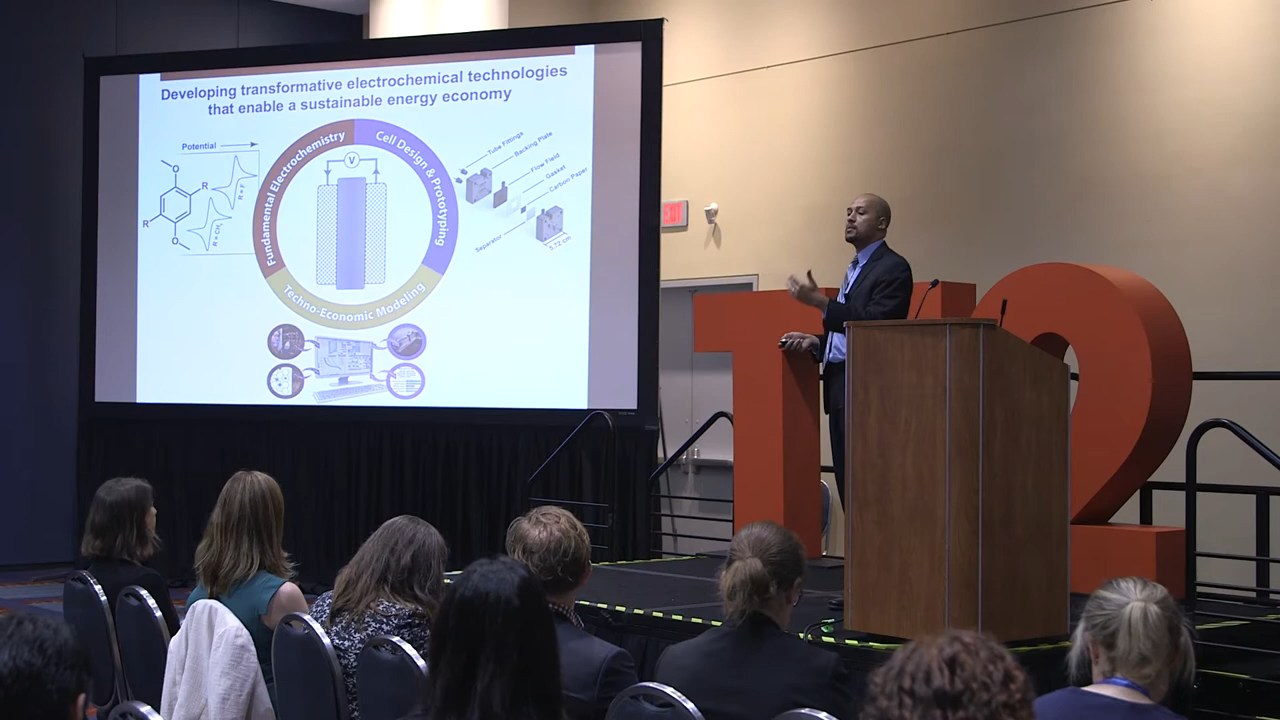 Developing transformative electrochemical technologies
that enable a sustainable energy economy
Potential
Fundamental Electrochemistry
Cell Design & Prototyping
Techno-Economic Modeling
V
O
R
R
O
R = F
R = CH3
Tube Fittings
Backing Plate
Flow Field
Gasket
Carbon Paper
Separator
5.72 cm
EXIT
T
2